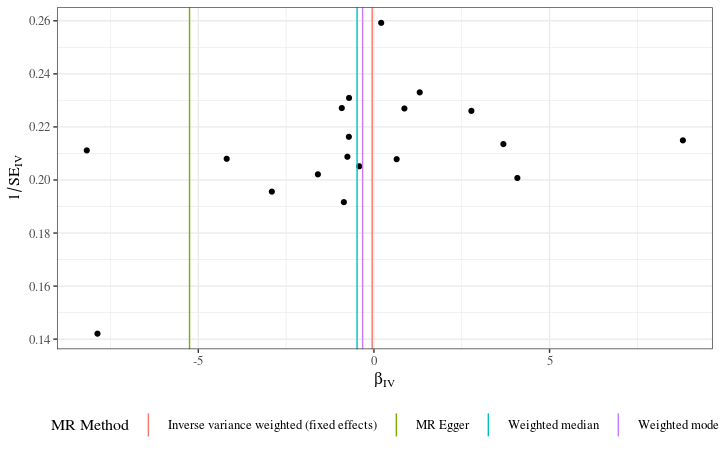 0.26
0.24
0.22
0.20
0.18
0.16
0.14
1/SE_IV
-5 0 5
β_IV
MR Method Inverse variance weighted (fixed effects) MR Egger Weighted median Weighted mode